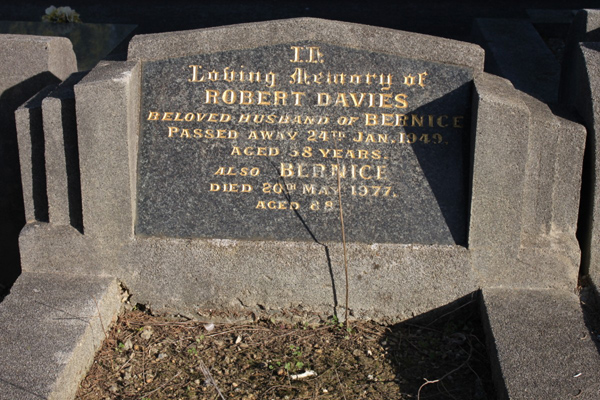 In
Loving Memory of
ROBERT DAVIES
BELOVED HUSBAND OF BERNICE
PASSED AWAY 24TH JAN. 1949.
AGED 58 YEARS.
ALSO BERNICE
DIED 20TH MAY 1977.
AGED 88